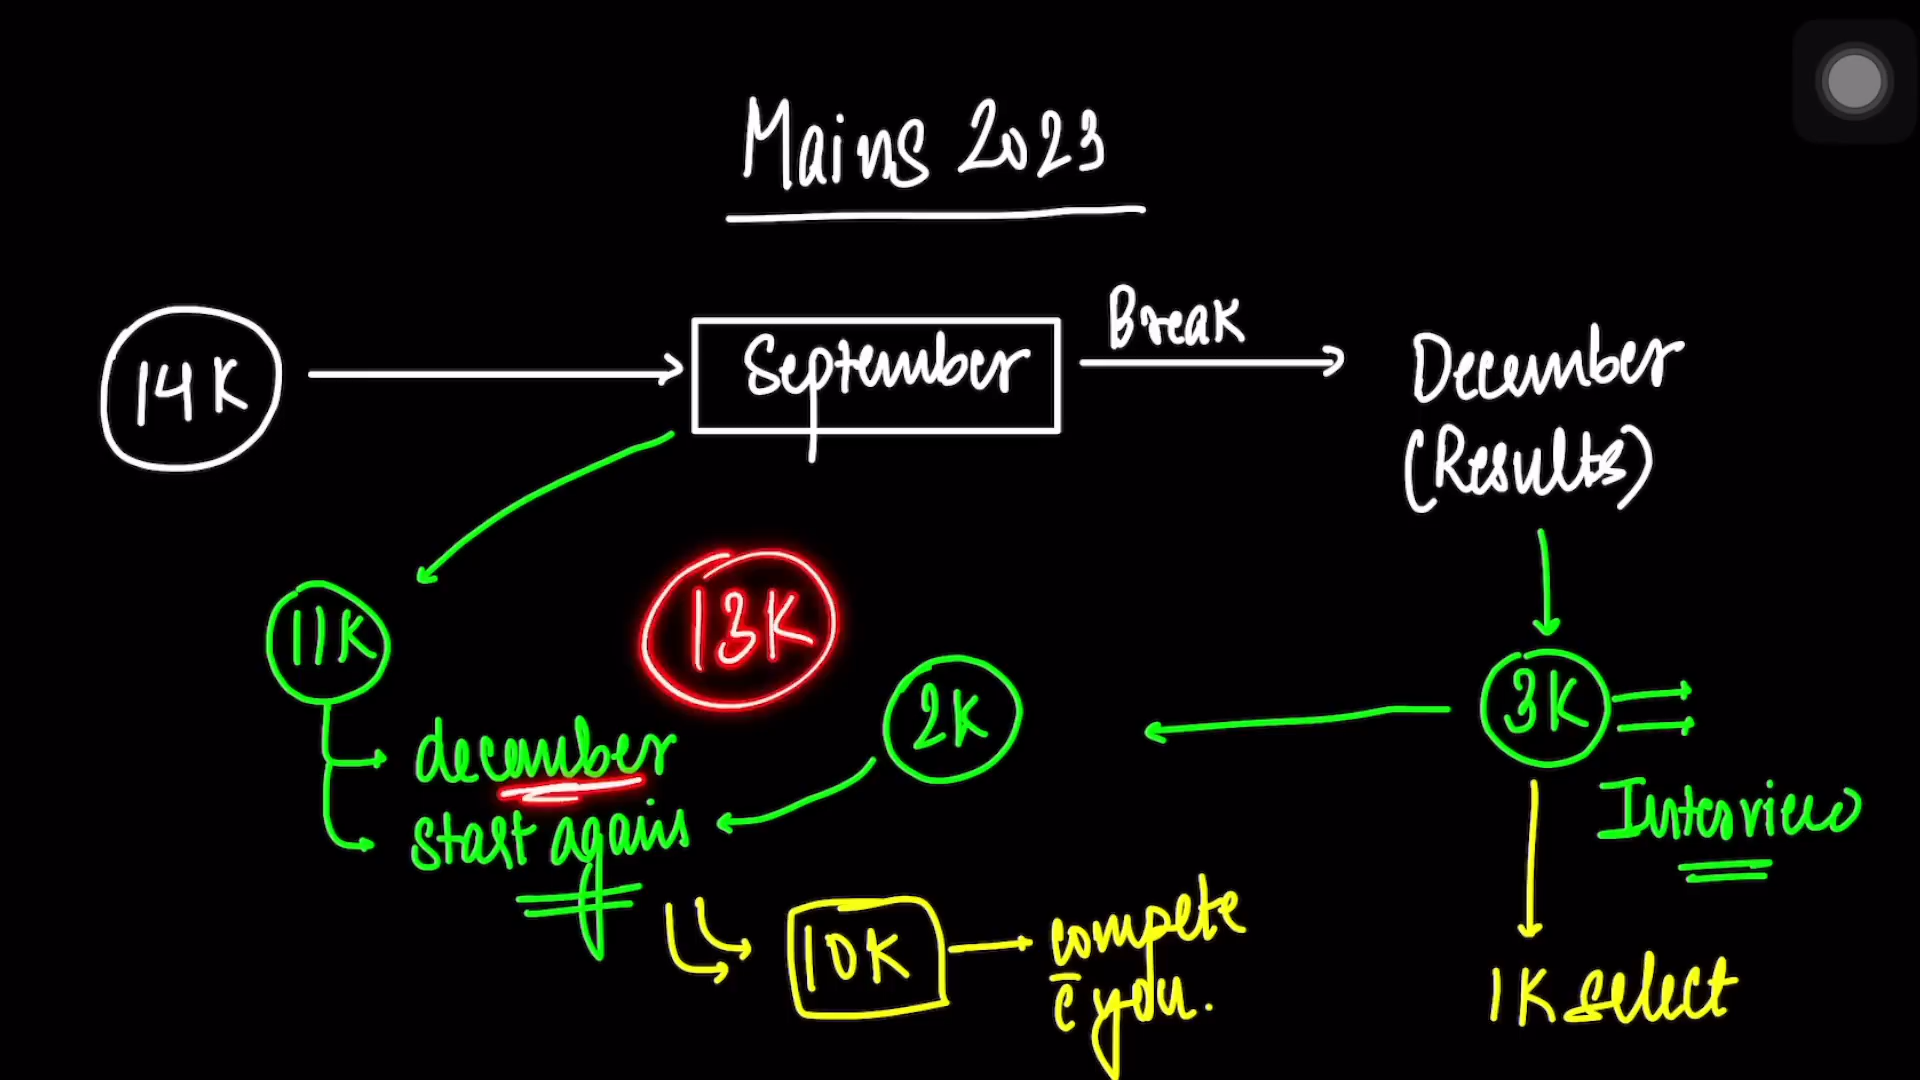 Mains 2023
14K
September
Break
December
(Results)
11K
13K
2K
3K
december
start again
Interview
10K
compete
c̄ you.
1K select